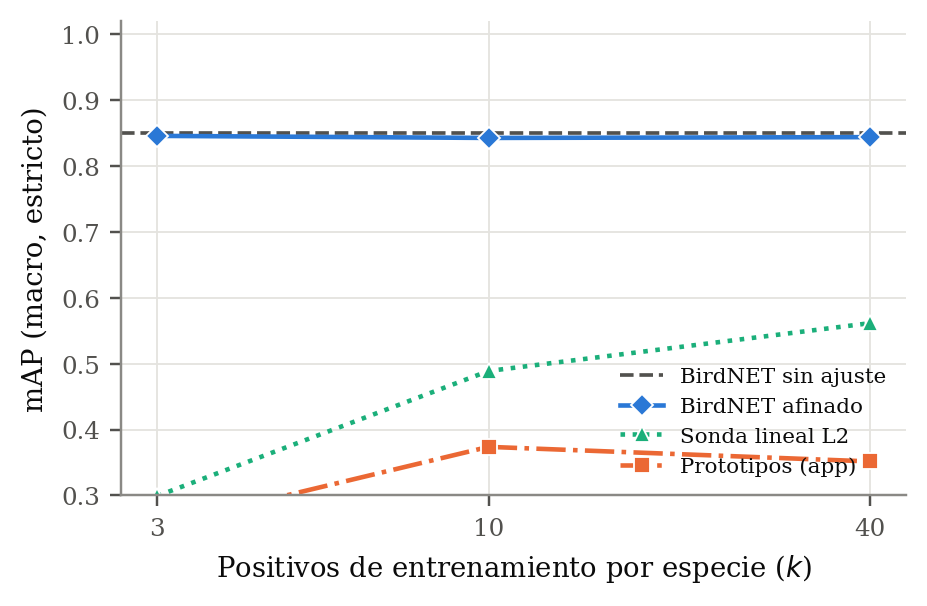 1.0
0.9
0.8
0.7
0.6
0.5
0.4
0.3
mAP (macro, estricto)
BirdNET sin ajuste
BirdNET afinado
Sonda lineal L2
Prototipos (app)
3 10 40
Positivos de entrenamiento por especie (k)